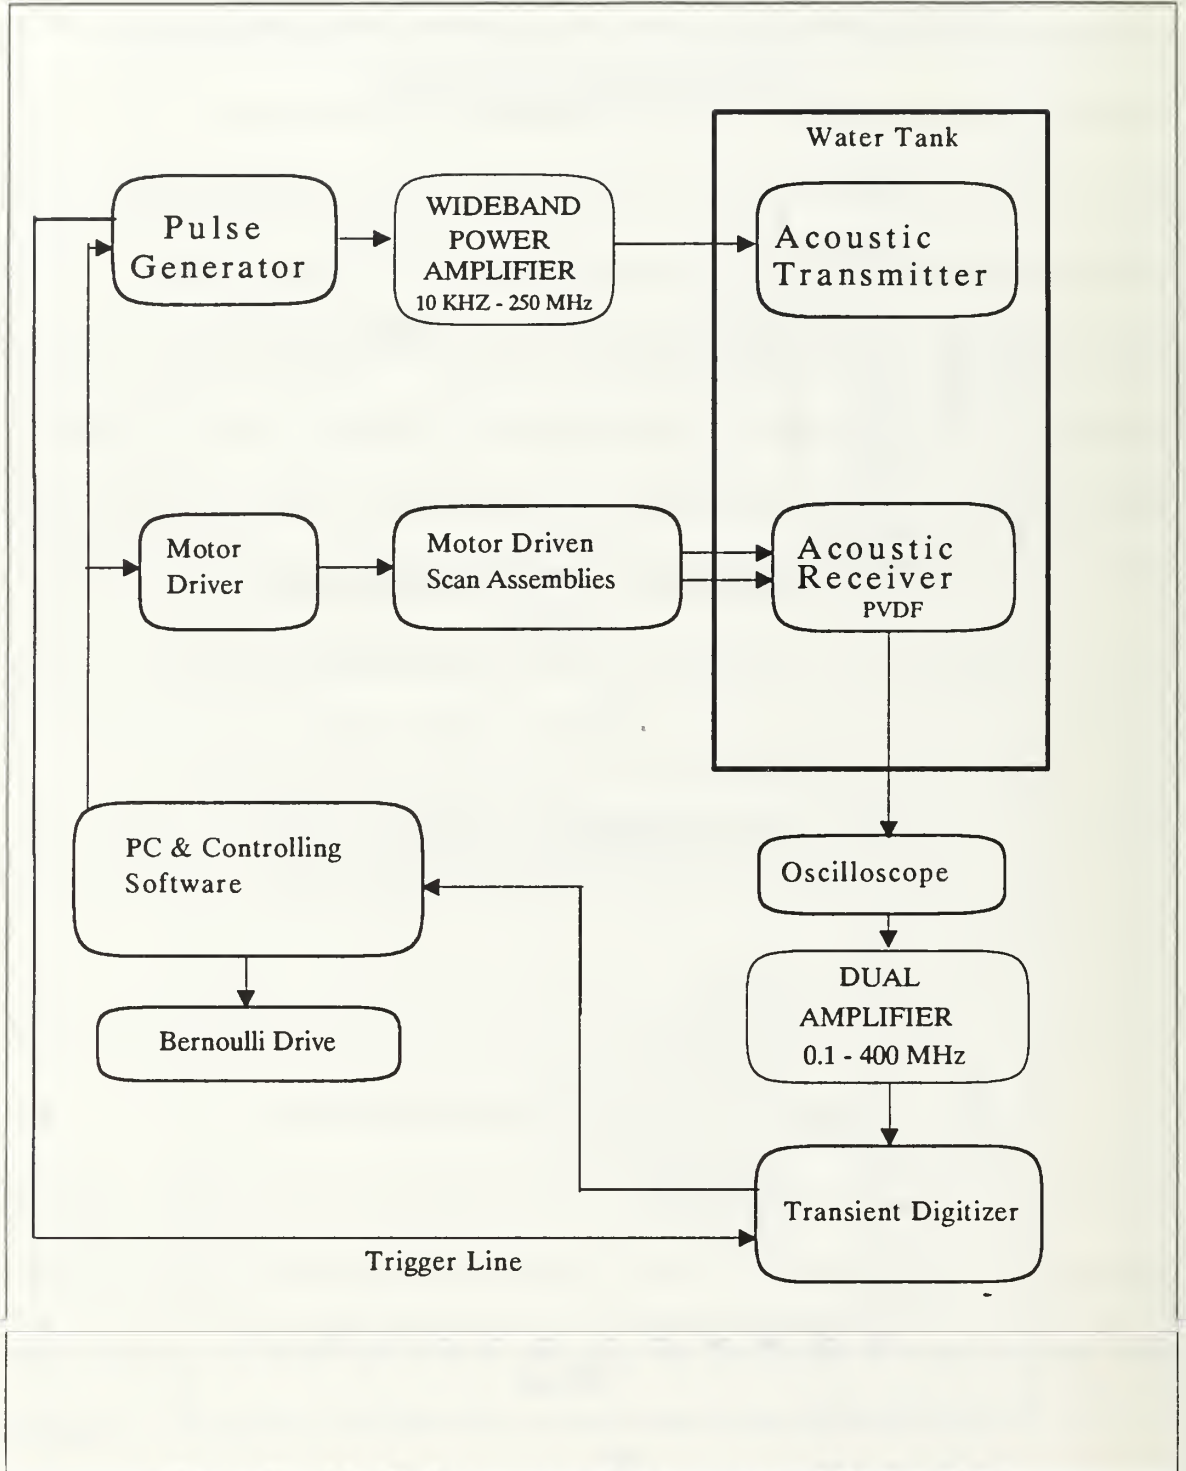 Water Tank
Pulse
Generator
WIDEBAND
POWER
AMPLIFIER
10 KHZ - 250 MHz
Acoustic
Transmitter
Motor
Driver
Motor Driven
Scan Assemblies
Acoustic
Receiver
PVDF
PC & Controlling
Software
Oscilloscope
DUAL
AMPLIFIER
0.1 - 400 MHz
Bernoulli Drive
Transient Digitizer
Trigger Line